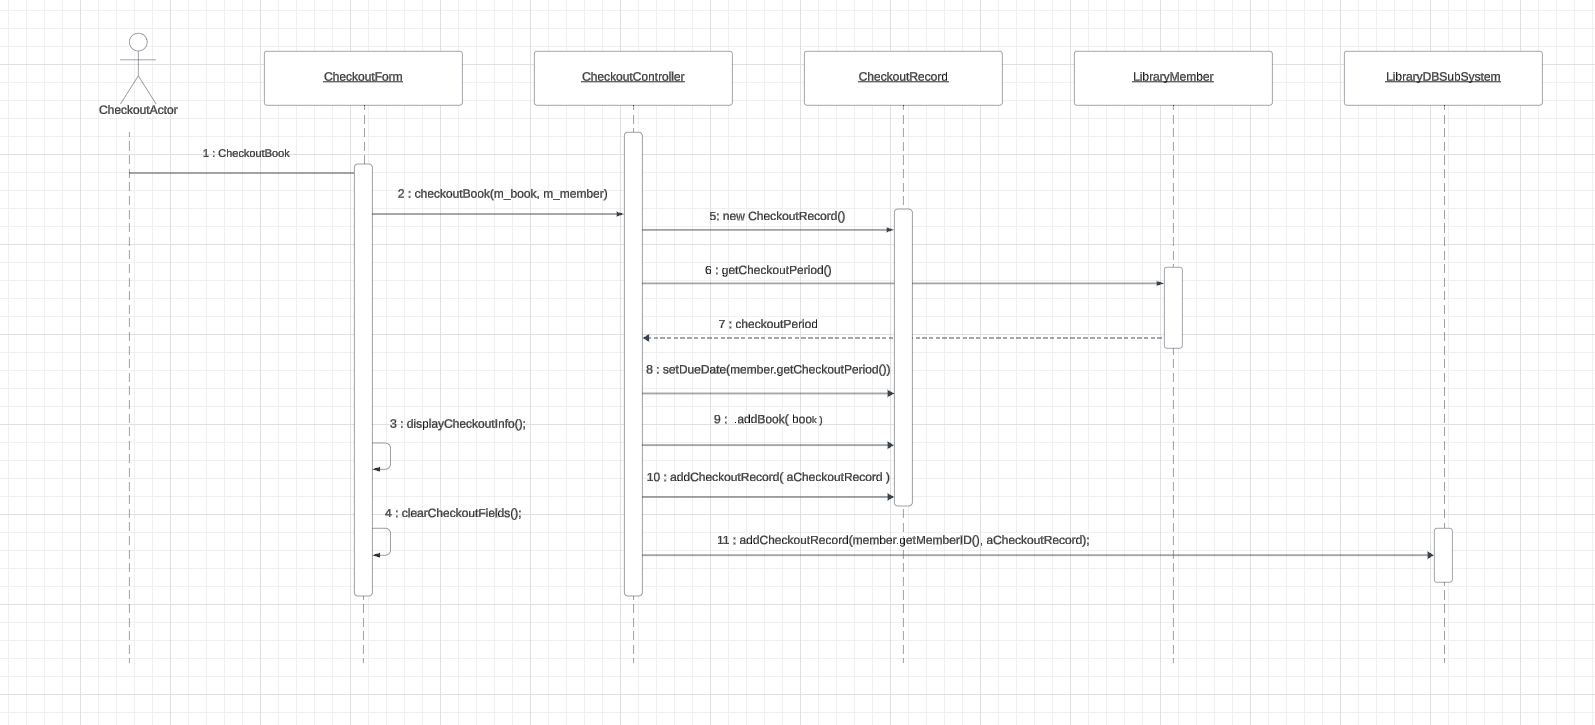 CheckoutForm
CheckoutController
CheckoutRecord
LibraryMember
LibraryDBSubSystem
CheckoutActor
1 : CheckoutBook
2 : checkoutBook(m_book, m_member)
5: new CheckoutRecord()
6 : getCheckoutPeriod()
7 : checkoutPeriod
8 : setDueDate(member.getCheckoutPeriod())
9 : .addBook( book )
3 : displayCheckoutInfo();
10 : addCheckoutRecord( aCheckoutRecord )
4 : clearCheckoutFields();
11 : addCheckoutRecord(member.getMemberID(), aCheckoutRecord);